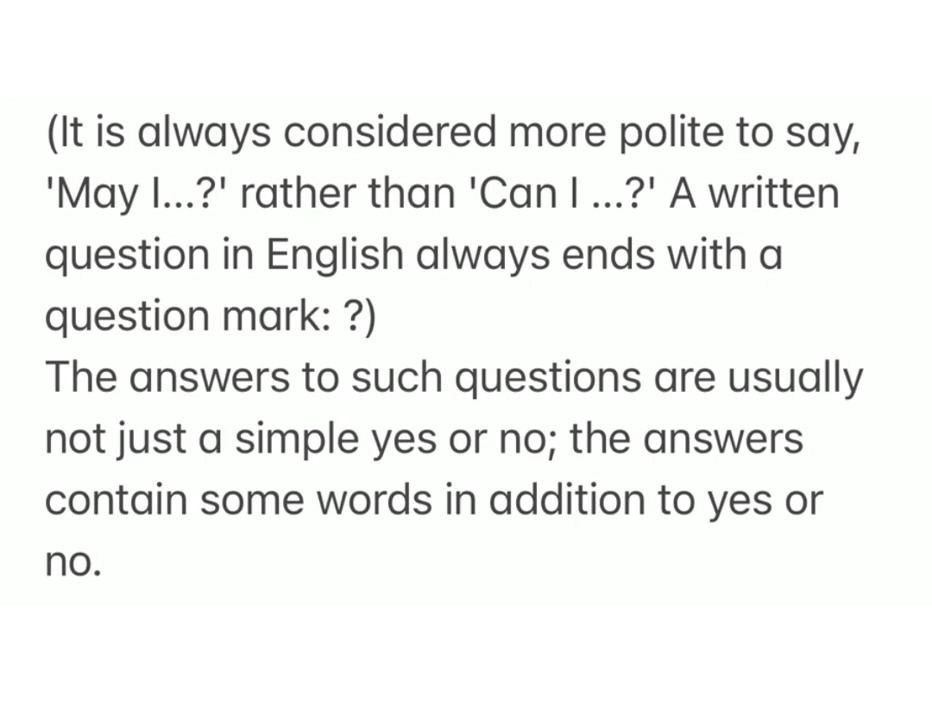 (It is always considered more polite to say,
'May I...?' rather than 'Can I ...?' A written
question in English always ends with a
question mark: ?)
The answers to such questions are usually
not just a simple yes or no; the answers
contain some words in addition to yes or
no.